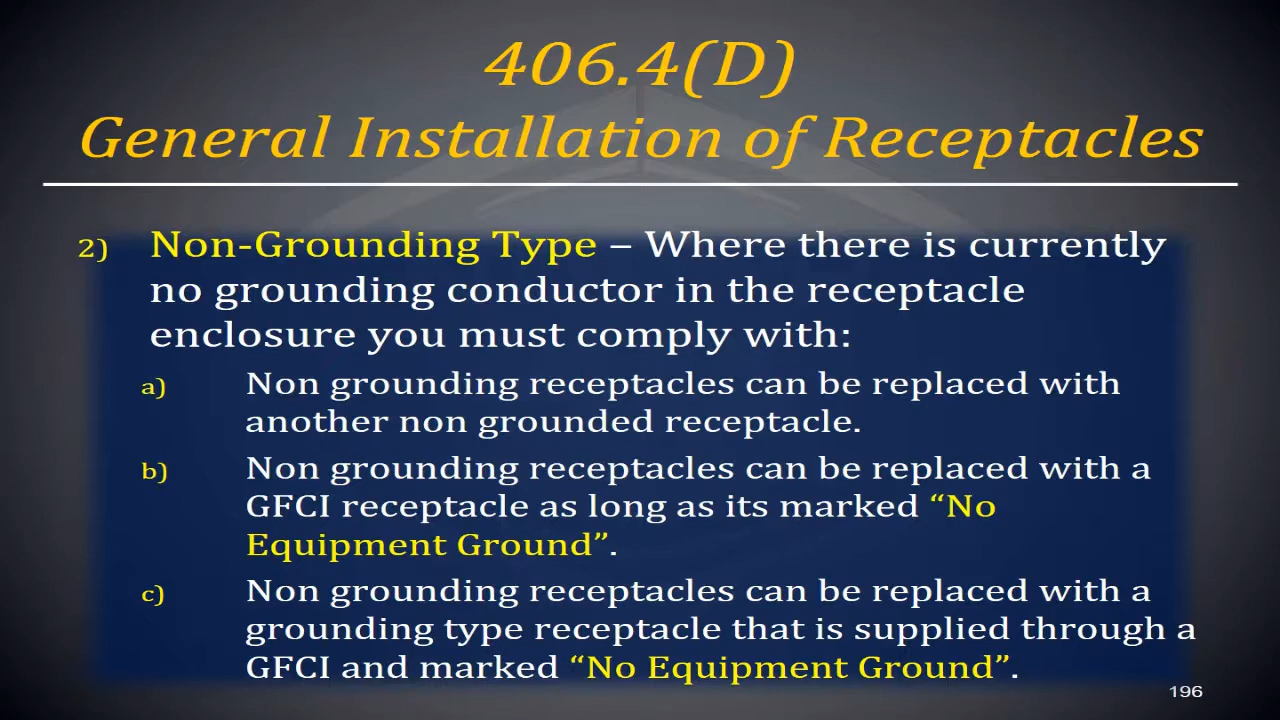 406.4(D)
General Installation of Receptacles
2) Non-Grounding Type – Where there is currently
no grounding conductor in the receptacle
enclosure you must comply with:
a) Non grounding receptacles can be replaced with
another non grounded receptacle.
b) Non grounding receptacles can be replaced with a
GFCI receptacle as long as its marked “No
Equipment Ground”.
c) Non grounding receptacles can be replaced with a
grounding type receptacle that is supplied through a
GFCI and marked “No Equipment Ground”.
196